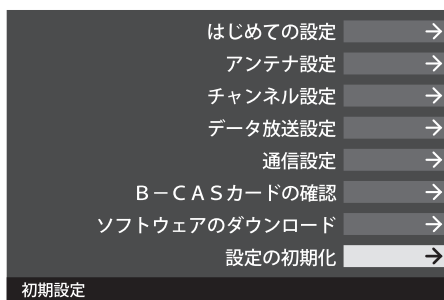 はじめての設定
アンテナ設定
チャンネル設定
データ放送設定
通信設定
B－CASカードの確認
ソフトウェアのダウンロード
設定の初期化
初期設定